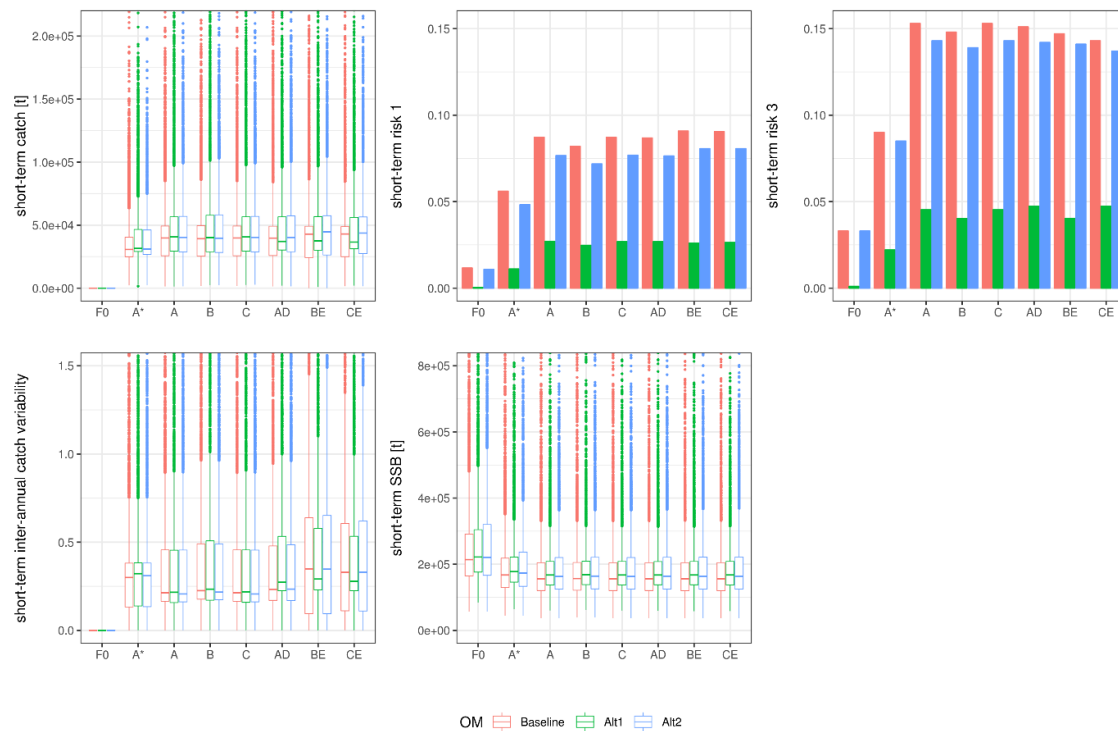 short-term catch [t]
2.0e+05
1.5e+05
1.0e+05
5.0e+04
0.0e+00
F0 A* A B C AD BE CE
short-term risk 1
0.15
0.10
0.05
0.00
F0 A* A B C AD BE CE
short-term risk 3
0.15
0.10
0.05
0.00
F0 A* A B C AD BE CE
short-term inter-annual catch variability
1.5
1.0
0.5
0.0
F0 A* A B C AD BE CE
short-term SSB [t]
8e+05
6e+05
4e+05
2e+05
0e+00
F0 A* A B C AD BE CE
OM Baseline Alt1 Alt2